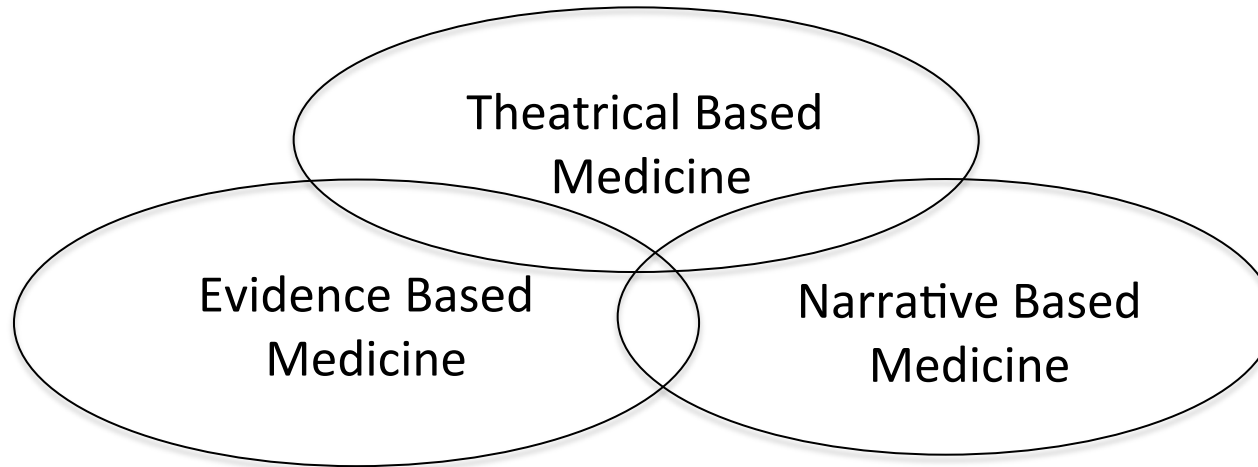 Theatrical Based
Medicine
Evidence Based
Medicine
Narrative Based
Medicine